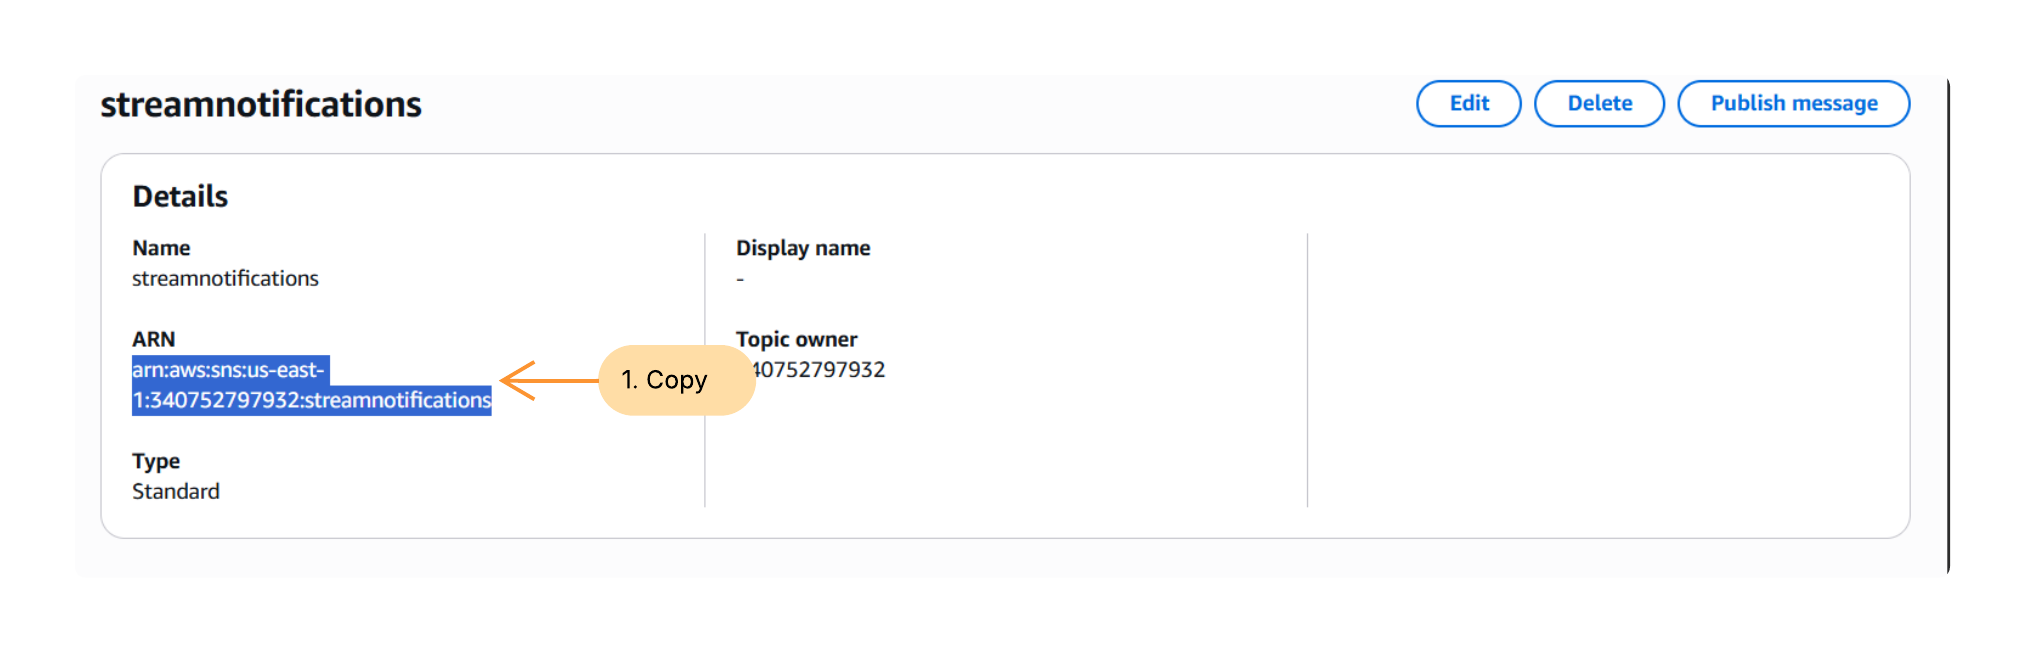 streamnotifications
Edit
Delete
Publish message
Details
Name
streamnotifications
Display name
-
ARN
arn:aws:sns:us-east-
1:340752797932:streamnotifications
1. Copy
Topic owner
40752797932
Type
Standard